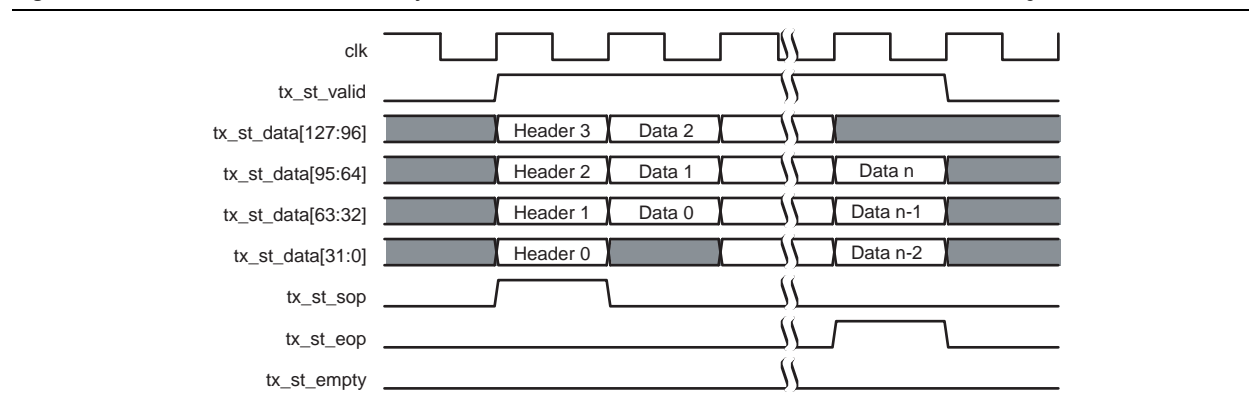 clk
tx_st_valid
tx_st_data[127:96] Header 3 Data 2
tx_st_data[95:64] Header 2 Data 1 Data n
tx_st_data[63:32] Header 1 Data 0 Data n-1
tx_st_data[31:0] Header 0 Data n-2
tx_st_sop
tx_st_eop
tx_st_empty